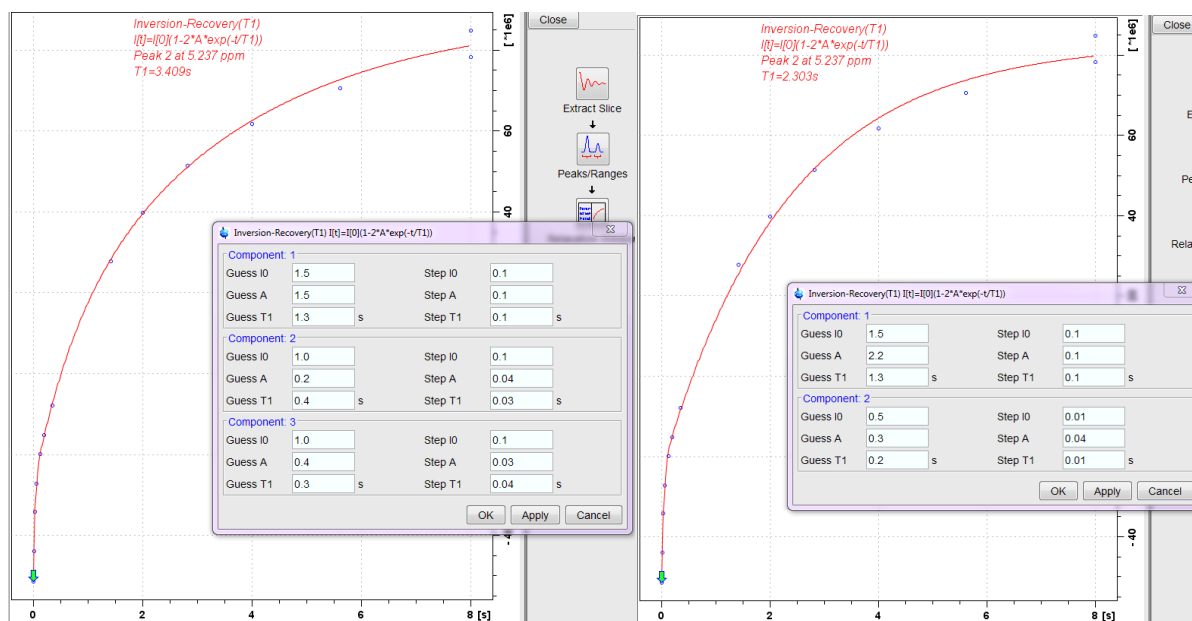 Inversion-Recovery(T1)
I[t]=I[0](1-2*A*exp(-t/T1))
Peak 2 at 5.237 ppm
T1=3.409s
[ *1e6]
60
40
0
2
4
6
8 [s]
Close
Extract Slice
Peaks/Ranges
Inversion-Recovery(T1) I[t]=I[0](1-2*A*exp(-t/T1))
Component: 1
Guess I0 1.5 Step I0 0.1
Guess A 1.5 Step A 0.1
Guess T1 1.3 s Step T1 0.1 s
Component: 2
Guess I0 1.0 Step I0 0.1
Guess A 0.2 Step A 0.04
Guess T1 0.4 s Step T1 0.03 s
Component: 3
Guess I0 1.0 Step I0 0.1
Guess A 0.4 Step A 0.03
Guess T1 0.3 s Step T1 0.04 s
OK Apply Cancel
Inversion-Recovery(T1)
I[t]=I[0](1-2*A*exp(-t/T1))
Peak 2 at 5.237 ppm
T1=2.303s
[ *1e6]
60
40
- 40
0
2
4
6
8 [s]
Close
E
Pe
Rela
Inversion-Recovery(T1) I[t]=I[0](1-2*A*exp(-t/T1))
Component: 1
Guess I0 1.5 Step I0 0.1
Guess A 2.2 Step A 0.1
Guess T1 1.3 s Step T1 0.1 s
Component: 2
Guess I0 0.5 Step I0 0.01
Guess A 0.3 Step A 0.04
Guess T1 0.2 s Step T1 0.01 s
OK Apply Cancel